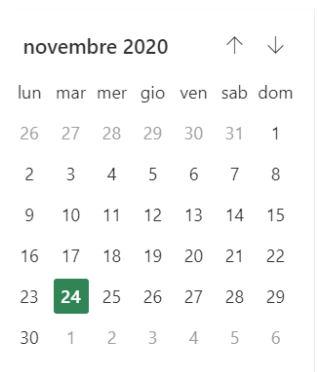 novembre 2020
lun mar mer gio ven sab dom
26 27 28 29 30 31 1
2 3 4 5 6 7 8
9 10 11 12 13 14 15
16 17 18 19 20 21 22
23 24 25 26 27 28 29
30 1 2 3 4 5 6